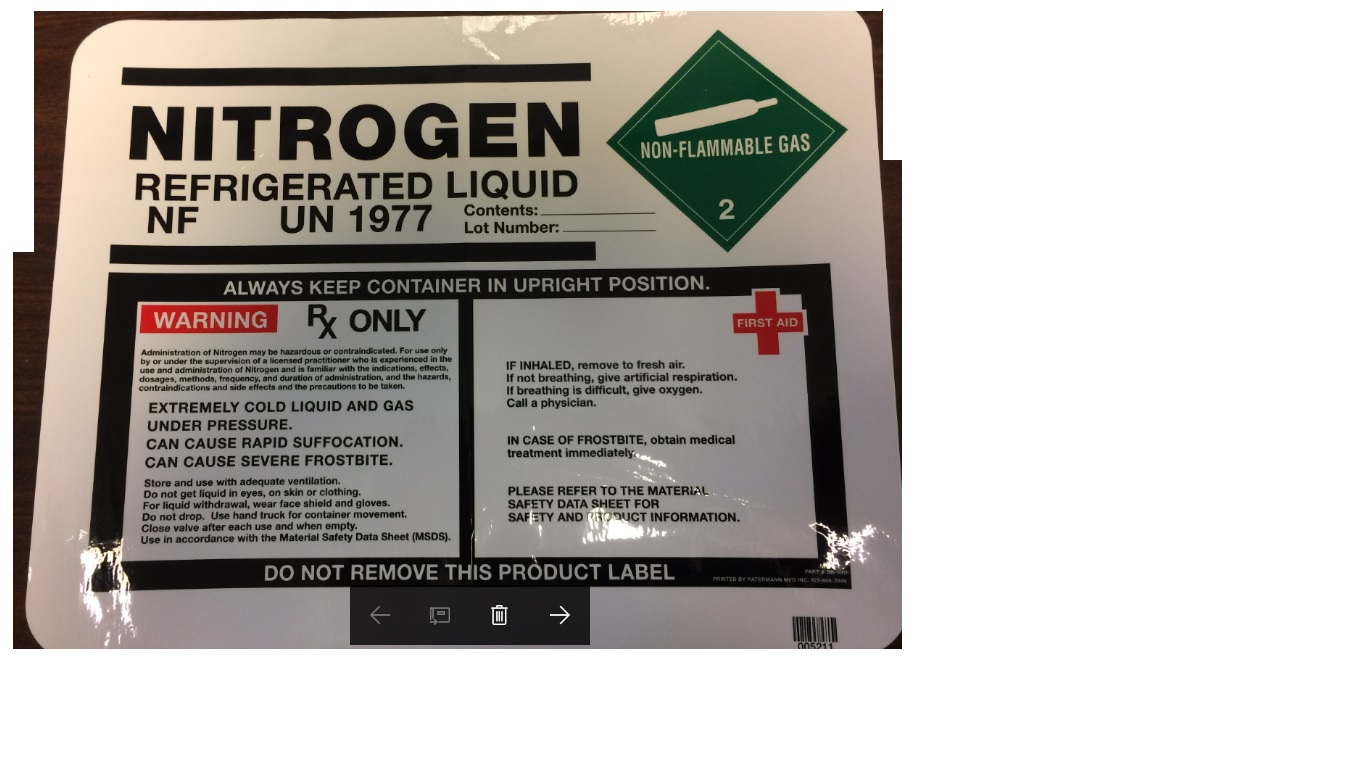 NITROGEN
REFRIGERATED LIQUID
NF UN 1977
Contents:
Lot Number:
NON-FLAMMABLE GAS
2
ALWAYS KEEP CONTAINER IN UPRIGHT POSITION.
WARNING Rx ONLY
Administration of Nitrogen may be hazardous or contraindicated. For use only
by or under the supervision of a licensed practitioner who is experienced in the
use and administration of Nitrogen and is familiar with the indications, effects,
dosages, methods, frequency, and duration of administration, and the hazards,
contraindications and side effects and the precautions to be taken.
EXTREMELY COLD LIQUID AND GAS
UNDER PRESSURE.
CAN CAUSE RAPID SUFFOCATION.
CAN CAUSE SEVERE FROSTBITE.
Store and use with adequate ventilation.
Do not get liquid in eyes, on skin or clothing.
For liquid withdrawal, wear face shield and gloves.
Do not drop. Use hand truck for container movement.
Close valve after each use and when empty.
Use in accordance with the Material Safety Data Sheet (MSDS).
FIRST AID
IF INHALED, remove to fresh air.
If not breathing, give artificial respiration.
If breathing is difficult, give oxygen.
Call a physician.
IN CASE OF FROSTBITE, obtain medical
treatment immediately.
PLEASE REFER TO THE MATERIAL
SAFETY DATA SHEET FOR
SAFETY AND PRODUCT INFORMATION.
DO NOT REMOVE THIS PRODUCT LABEL
PART #
PRINTED BY RATERMANN MFG INC.
005211